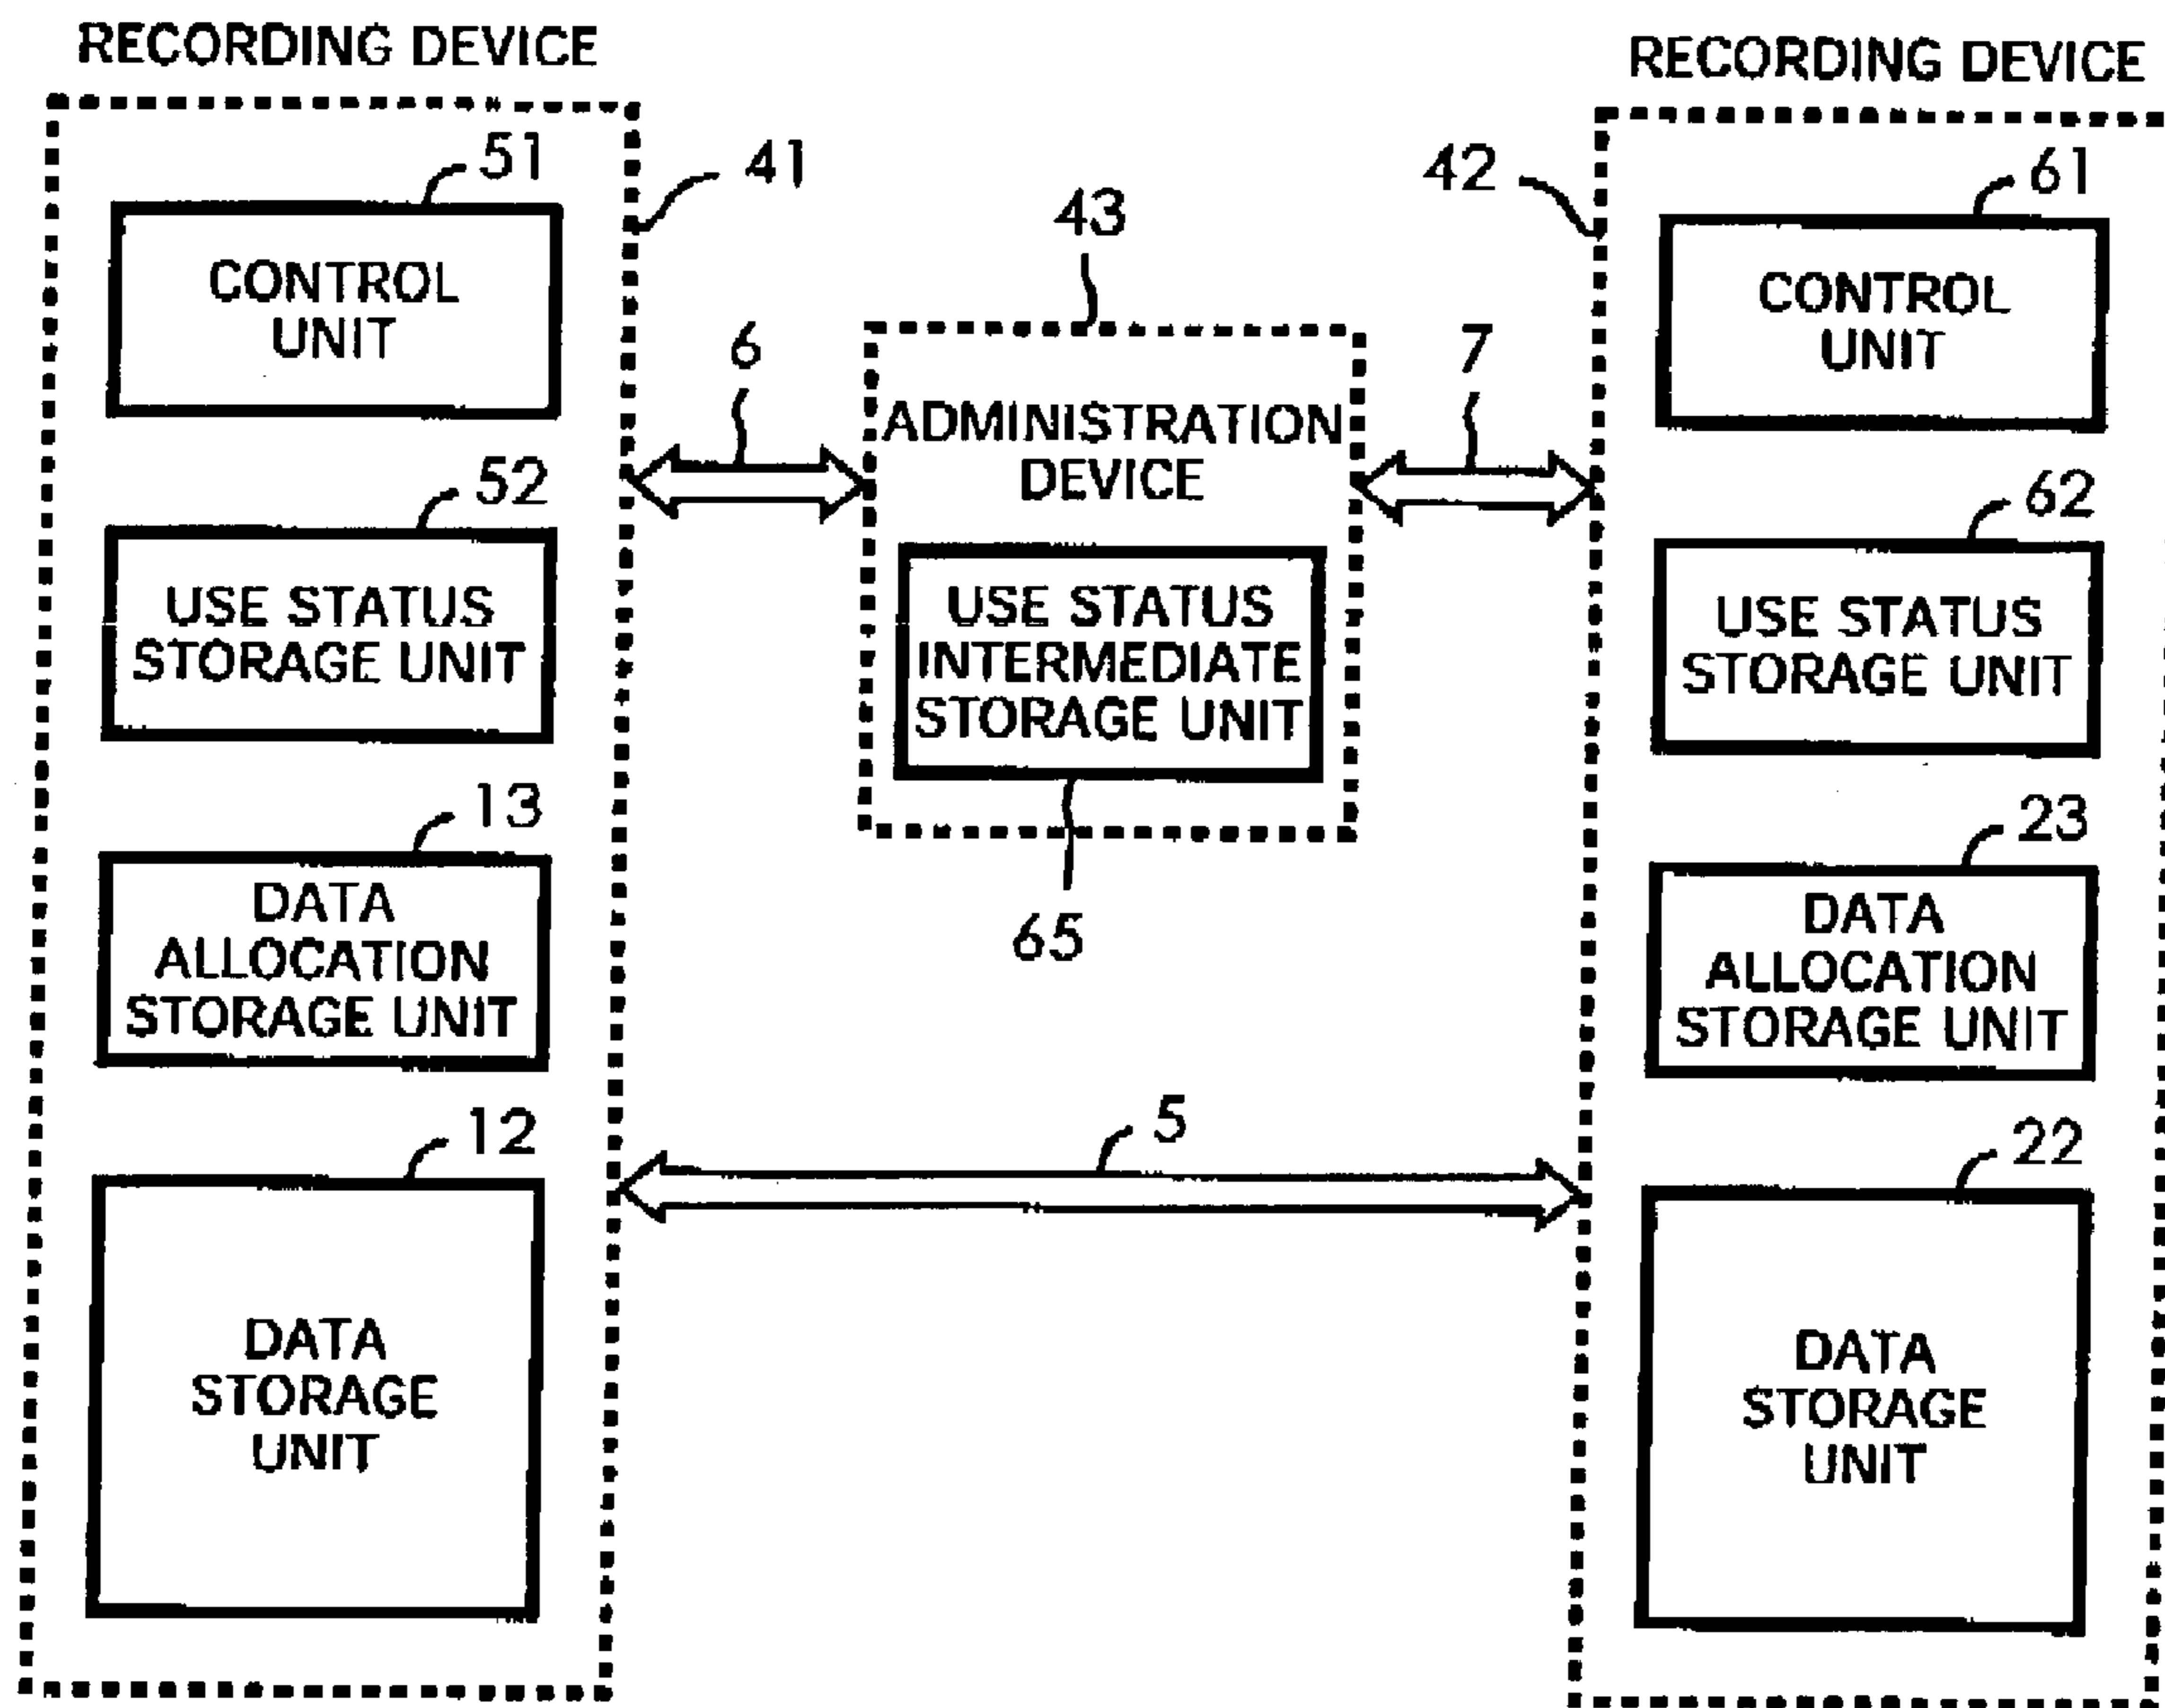 RECORDING DEVICE
41
51
CONTROL
UNIT
52
USE STATUS
STORAGE UNIT
13
DATA
ALLOCATION
STORAGE UNIT
12
DATA
STORAGE
UNIT
6
43
ADMINISTRATION
DEVICE
USE STATUS
INTERMEDIATE
STORAGE UNIT
65
7
5
RECORDING DEVICE
42
61
CONTROL
UNIT
62
USE STATUS
STORAGE UNIT
23
DATA
ALLOCATION
STORAGE UNIT
22
DATA
STORAGE
UNIT